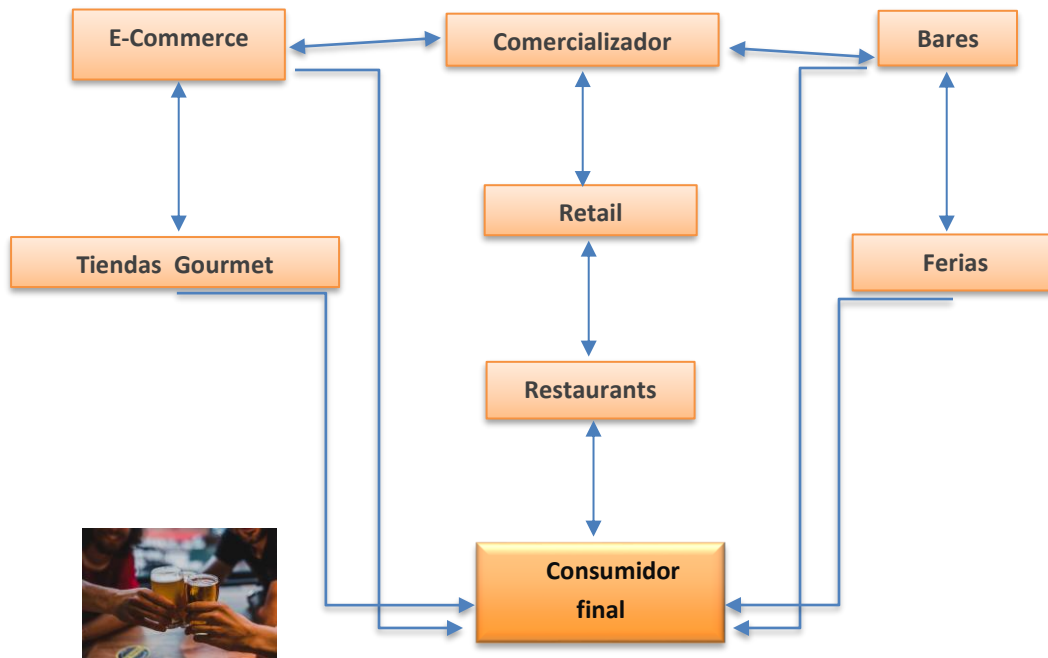 E-Commerce
Comercializador
Bares
Retail
Tiendas Gourmet
Ferias
Restaurants
Consumidor
final